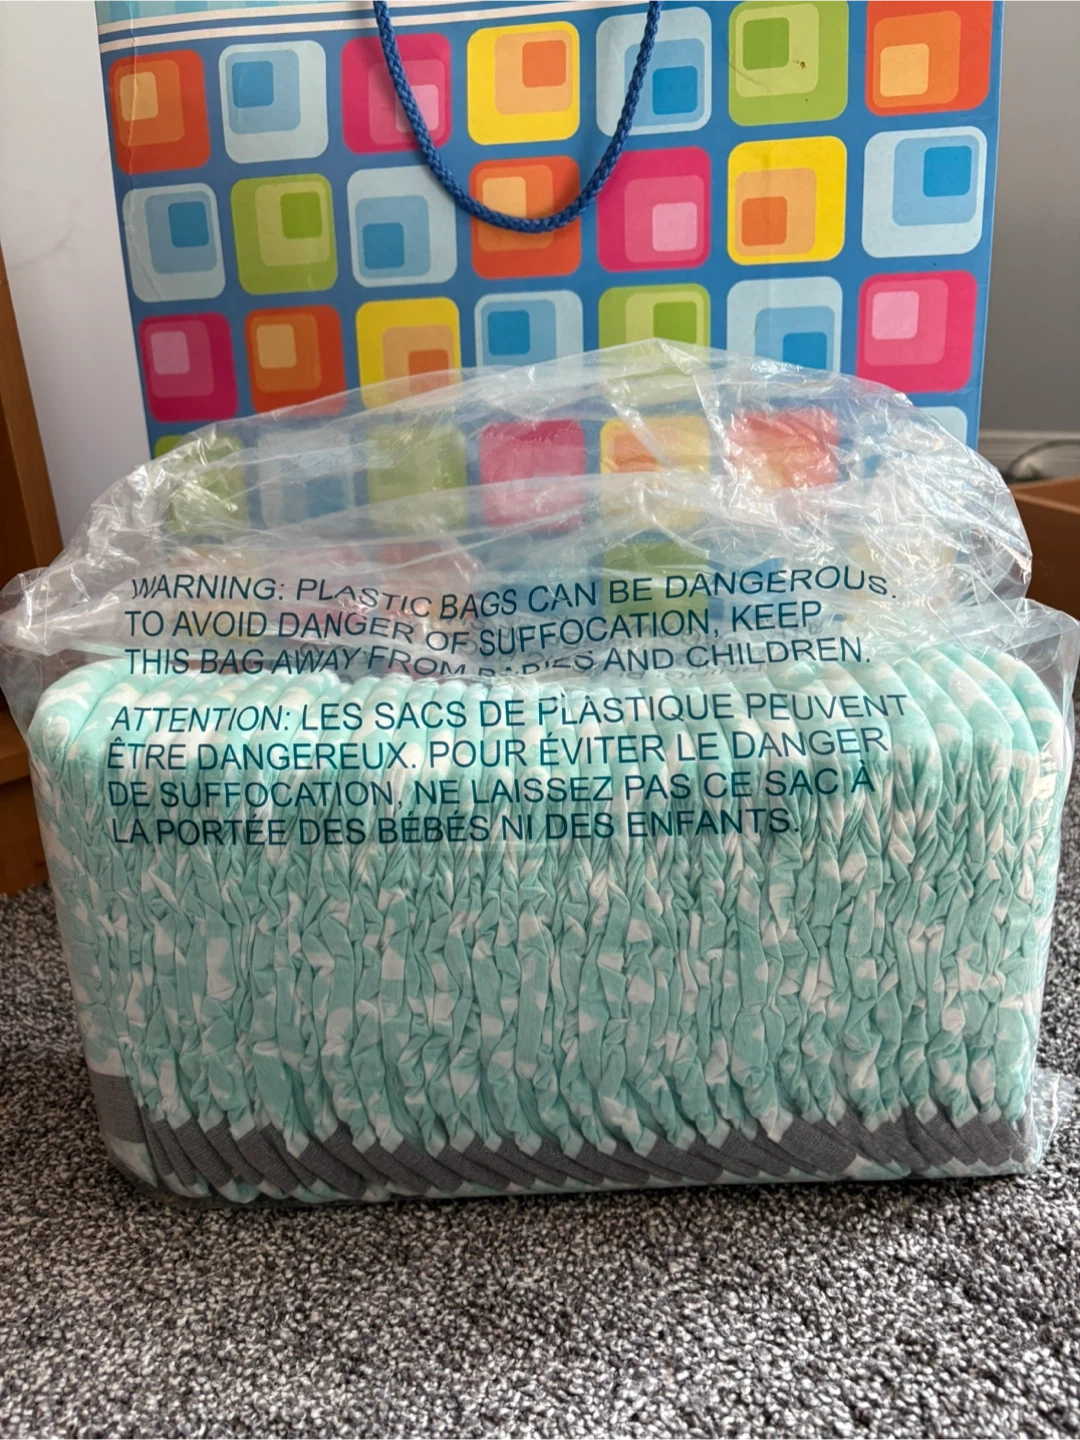 WARNING: PLASTIC BAGS CAN BE DANGEROUS.
TO AVOID DANGER OF SUFFOCATION, KEEP
THIS BAG AWAY FROM BABIES AND CHILDREN.
ATTENTION: LES SACS DE PLASTIQUE PEUVENT
ÊTRE DANGEREUX. POUR ÉVITER LE DANGER
DE SUFFOCATION, NE LAISSEZ PAS CE SAC À
LA PORTÉE DES BÉBÉS NI DES ENFANTS.